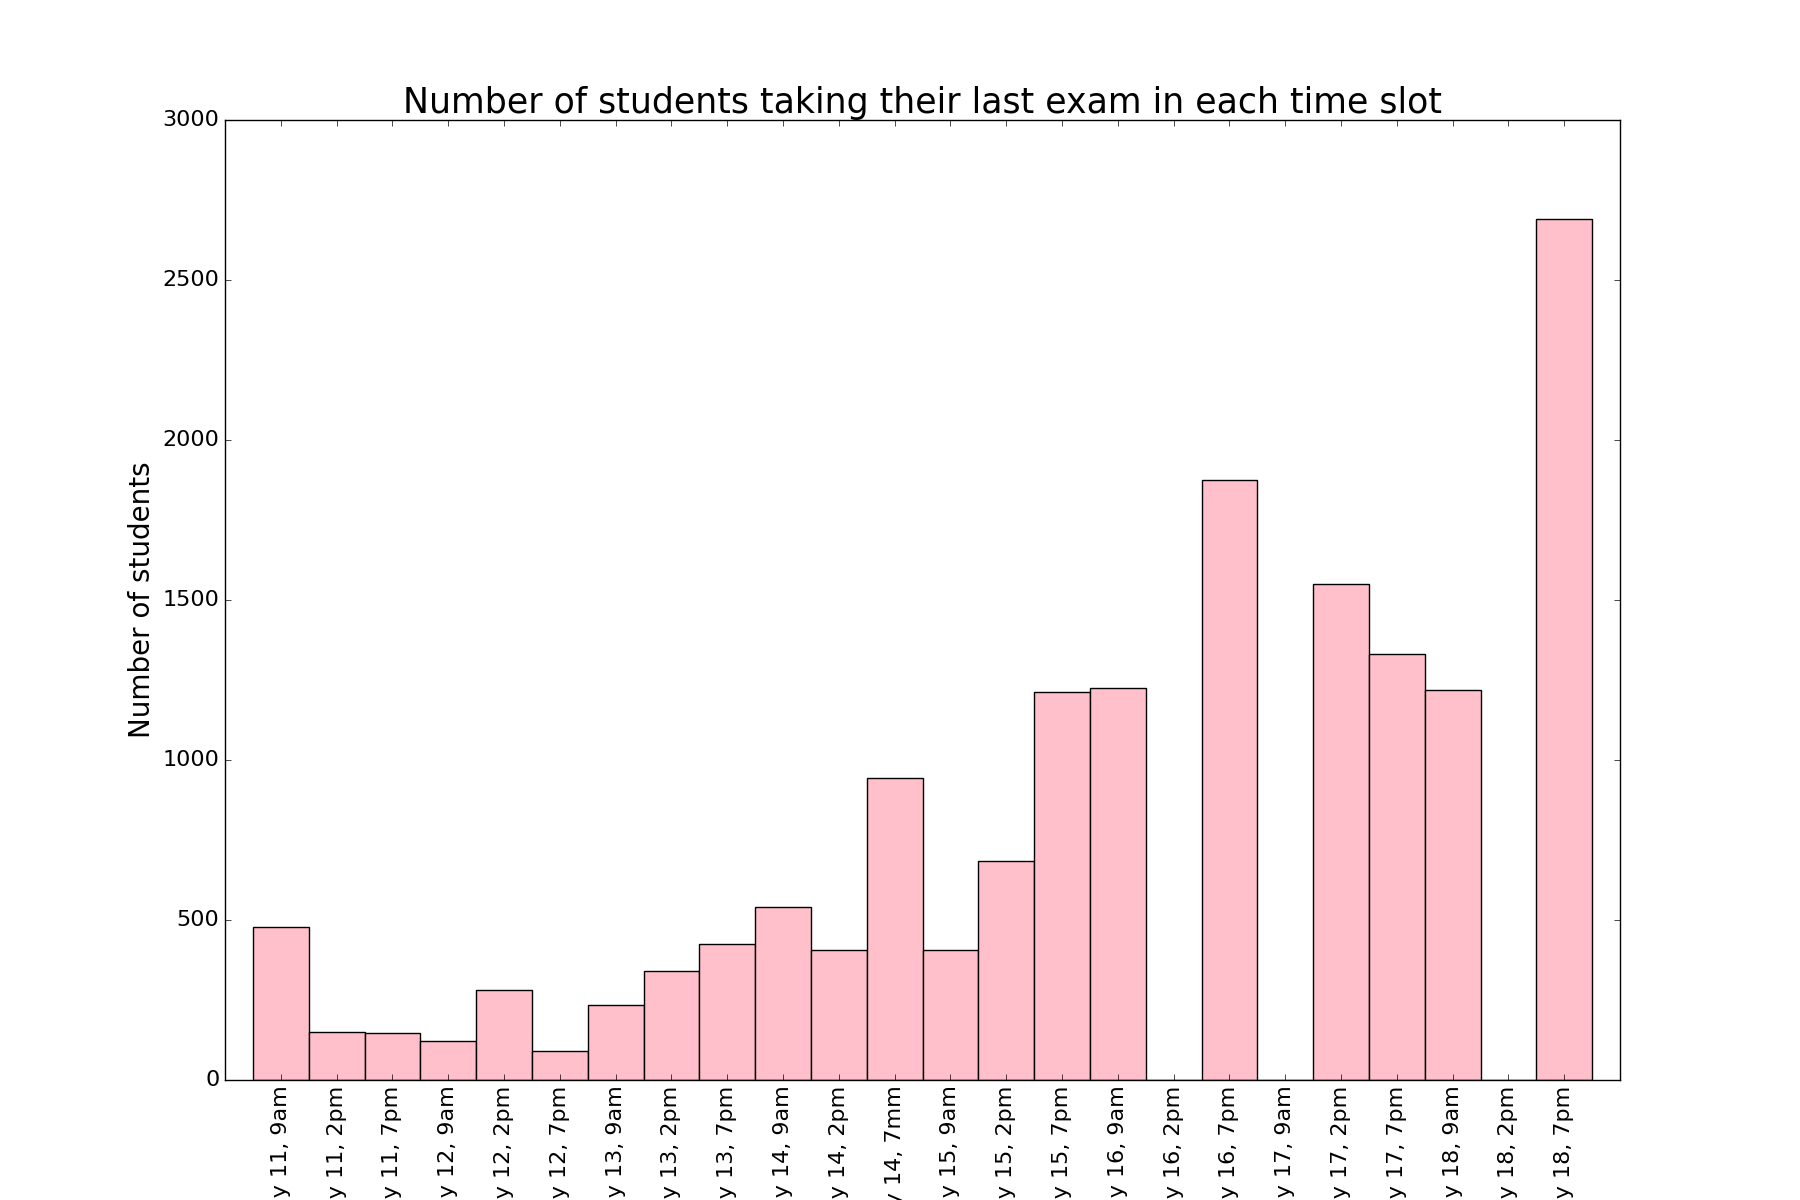 Number of students taking their last exam in each time slot
Number of students
3000
2500
2000
1500
1000
500
0
y 11, 9am
y 11, 2pm
y 11, 7pm
y 12, 9am
y 12, 2pm
y 12, 7pm
y 13, 9am
y 13, 2pm
y 13, 7pm
y 14, 9am
y 14, 2pm
y 14, 7mm
y 15, 9am
y 15, 2pm
y 15, 7pm
y 16, 9am
y 16, 2pm
y 16, 7pm
y 17, 9am
y 17, 2pm
y 17, 7pm
y 18, 9am
y 18, 2pm
y 18, 7pm